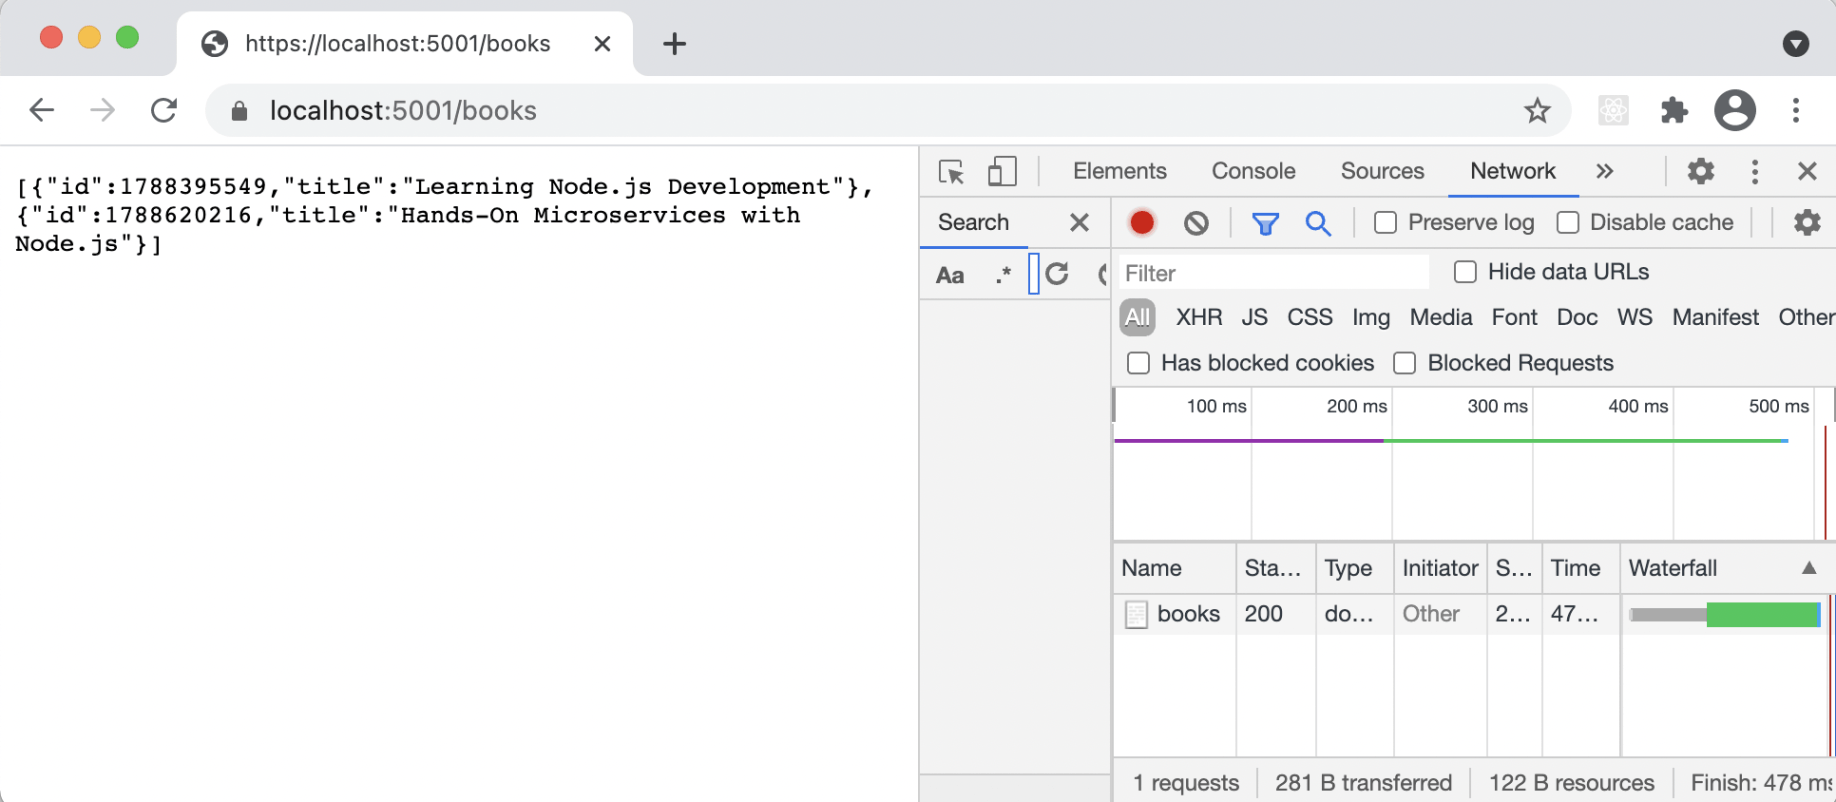 https://localhost:5001/books
localhost:5001/books
[{"id":1788395549,"title":"Learning Node.js Development"},
{"id":1788620216,"title":"Hands-On Microservices with
Node.js"}]
Elements Console Sources Network
Search
Preserve log Disable cache
Aa .*
Filter Hide data URLs
All XHR JS CSS Img Media Font Doc WS Manifest Other
Has blocked cookies Blocked Requests
100 ms 200 ms 300 ms 400 ms 500 ms
Name Sta... Type Initiator S... Time Waterfall
books 200 do... Other 2... 47...
1 requests 281 B transferred 122 B resources Finish: 478 ms